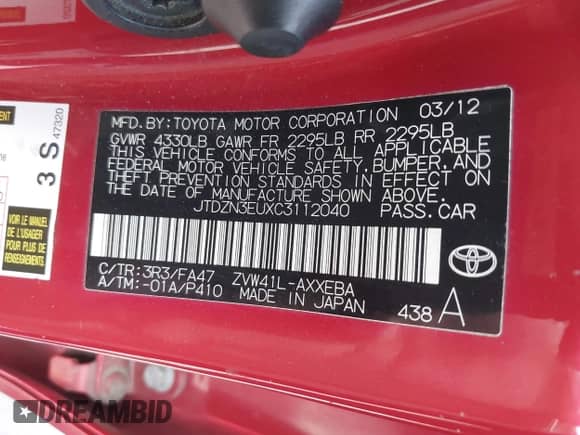 MFD. BY: TOYOTA MOTOR CORPORATION 03/12
GVWR 4330LB GAWR FR 2295LB RR 2295LB
THIS VEHICLE CONFORMS TO ALL APPLICABLE
FEDERAL MOTOR VEHICLE SAFETY, BUMPER, AND
THEFT PREVENTION STANDARDS IN EFFECT ON
THE DATE OF MANUFACTURE SHOWN ABOVE.
JTDZN3EUXC3112040 PASS. CAR
C/TR: 3R3/FA47 ZVW41L-AXXEBA
A/TM: -01A/P410 MADE IN JAPAN
438 A
TOYOTA
3 S 47320
VOIR LE MANUEL
DE L'USAGER
POUR PLUS DE
DREAMBID